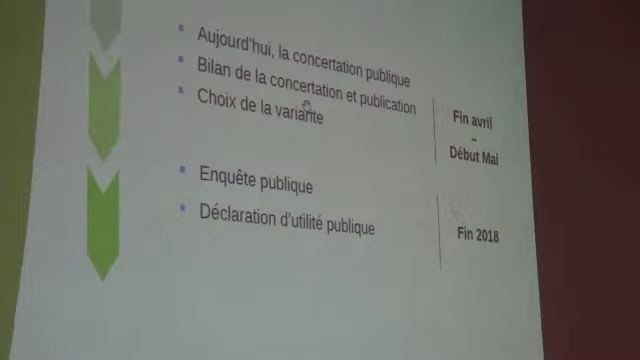 Aujourd'hui, la concertation publique
Bilan de la concertation et publication
Choix de la variante
Fin avril
–
Début Mai
Enquête publique
Déclaration d'utilité publique
Fin 2018